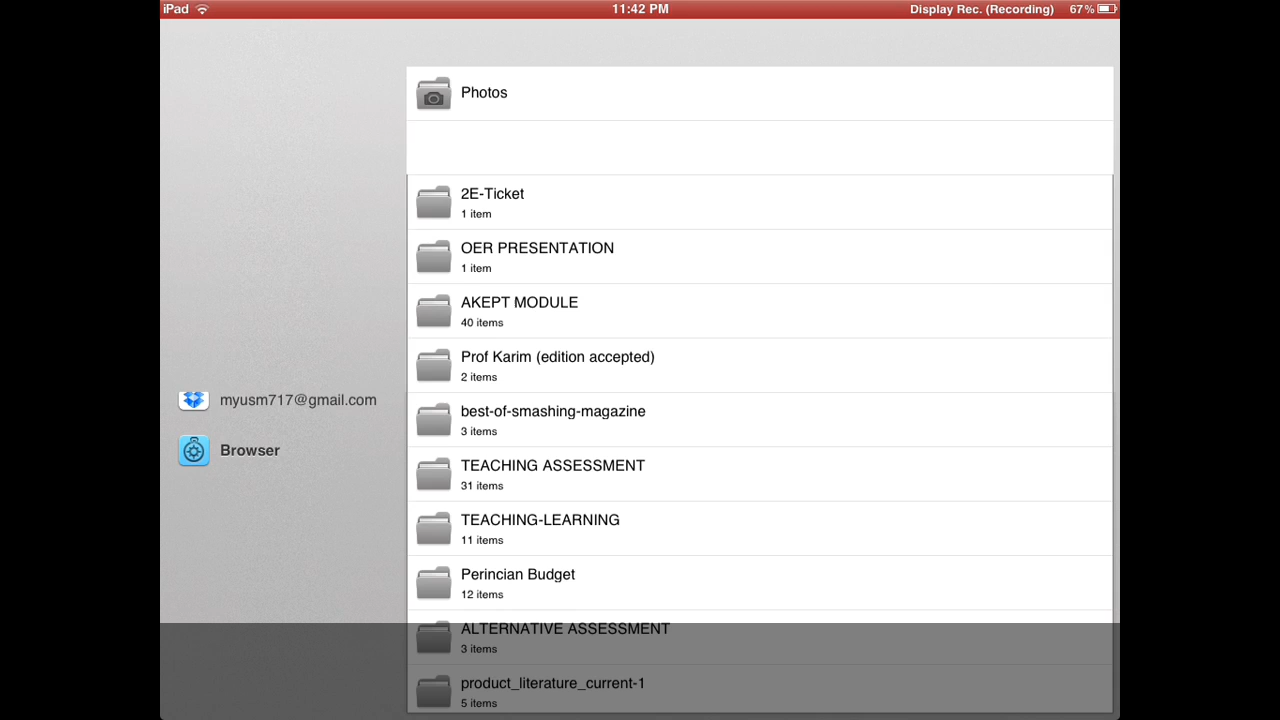 iPad 11:42 PM Display Rec. (Recording) 67%
Photos
2E-Ticket
1 item
OER PRESENTATION
1 item
AKEPT MODULE
40 items
Prof Karim (edition accepted)
2 items
myusm717@gmail.com
best-of-smashing-magazine
3 items
Browser
TEACHING ASSESSMENT
31 items
TEACHING-LEARNING
11 items
Perincian Budget
12 items
ALTERNATIVE ASSESSMENT
3 items
product_literature_current-1
5 items